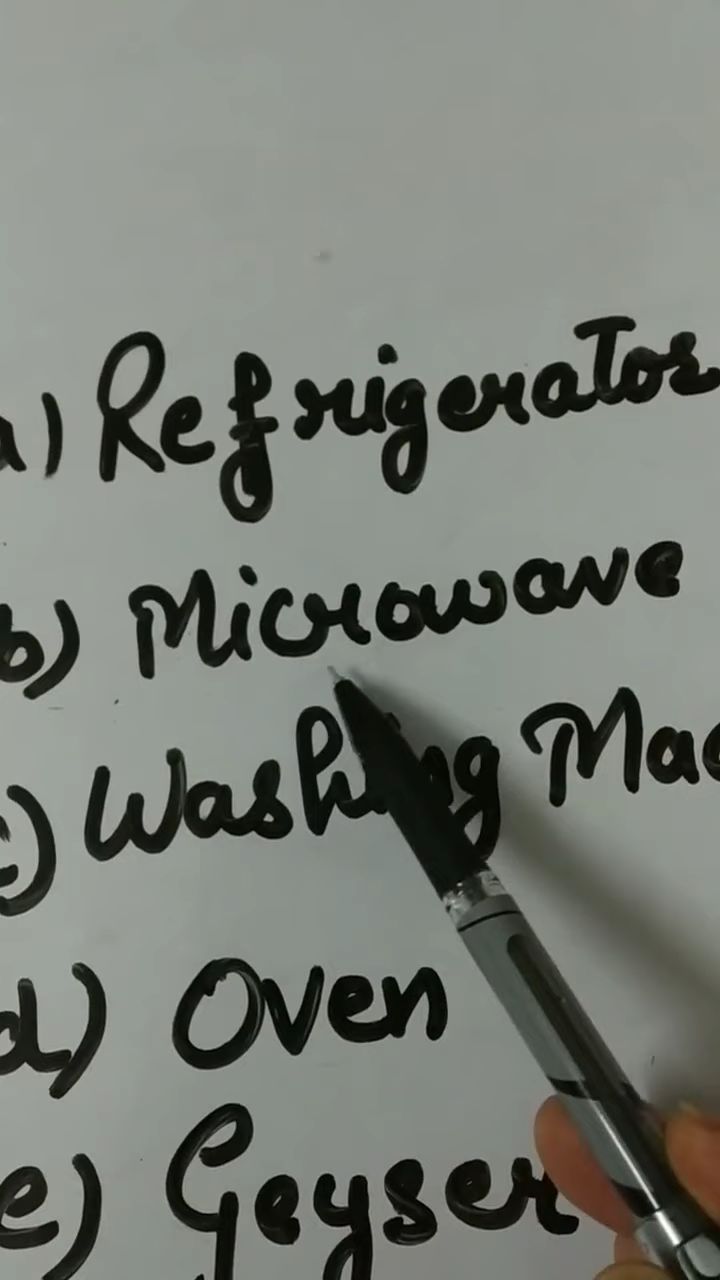 a) Refrigerator
b) Microwave
c) Washing Mac
d) Oven
e) Geyser